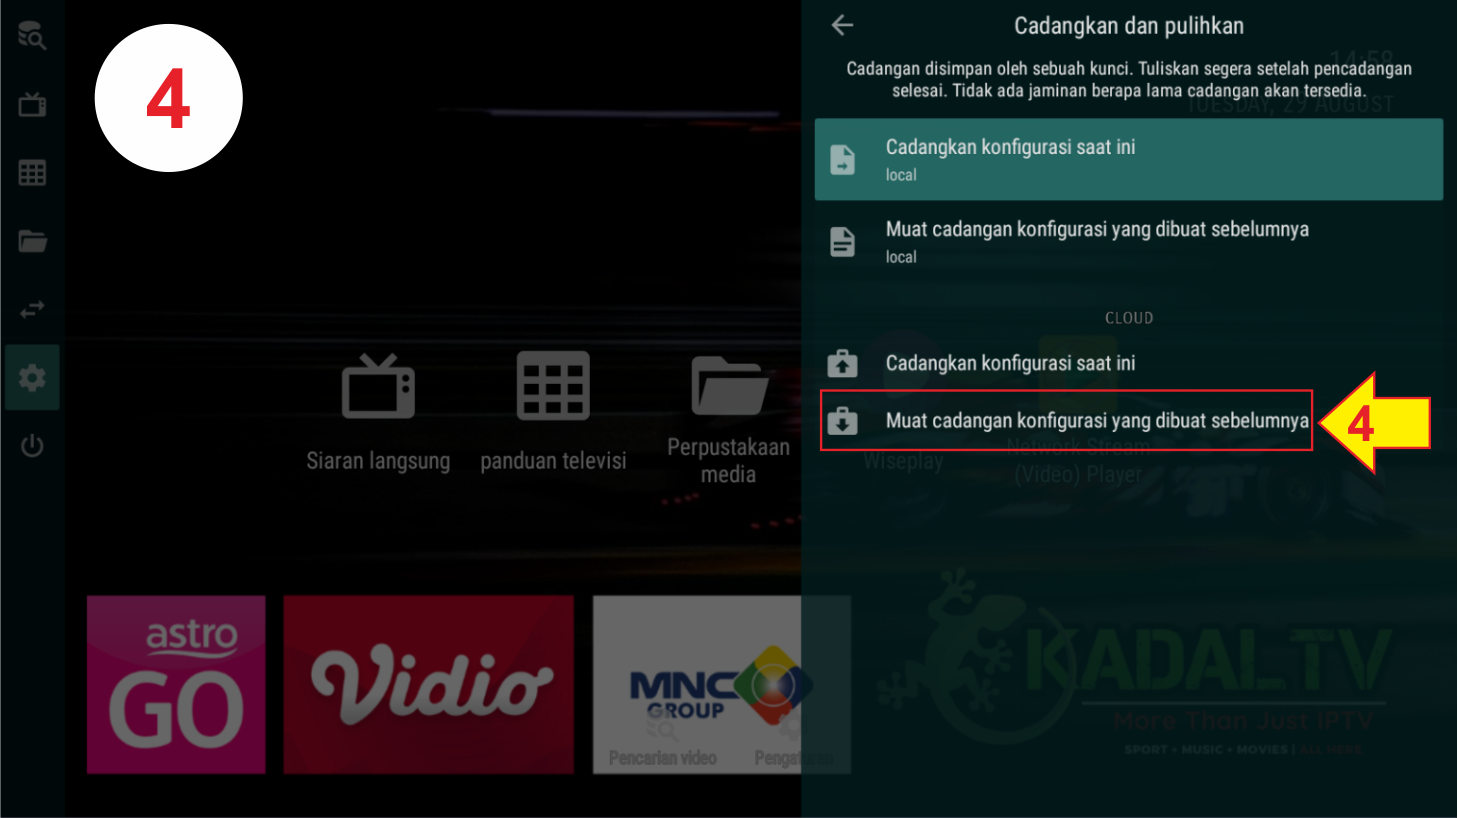 4
Cadangkan dan pulihkan
14:58
Cadangan disimpan oleh sebuah kunci. Tuliskan segera setelah pencadangan
selesai. Tidak ada jaminan berapa lama cadangan akan tersedia.
TUESDAY, 29 AUGUST
Cadangkan konfigurasi saat ini
local
Muat cadangan konfigurasi yang dibuat sebelumnya
local
CLOUD
Cadangkan konfigurasi saat ini
Muat cadangan konfigurasi yang dibuat sebelumnya
4
Siaran langsung
panduan televisi
Perpustakaan
media
Wiseplay
Network Stream
(Video) Player
astro
GO
Vidio
MNC
GROUP
Pencarian video
Pengaturan
KADAL TV
More Than Just IPTV
SPORT • MUSIC • MOVIES | ALL HARE